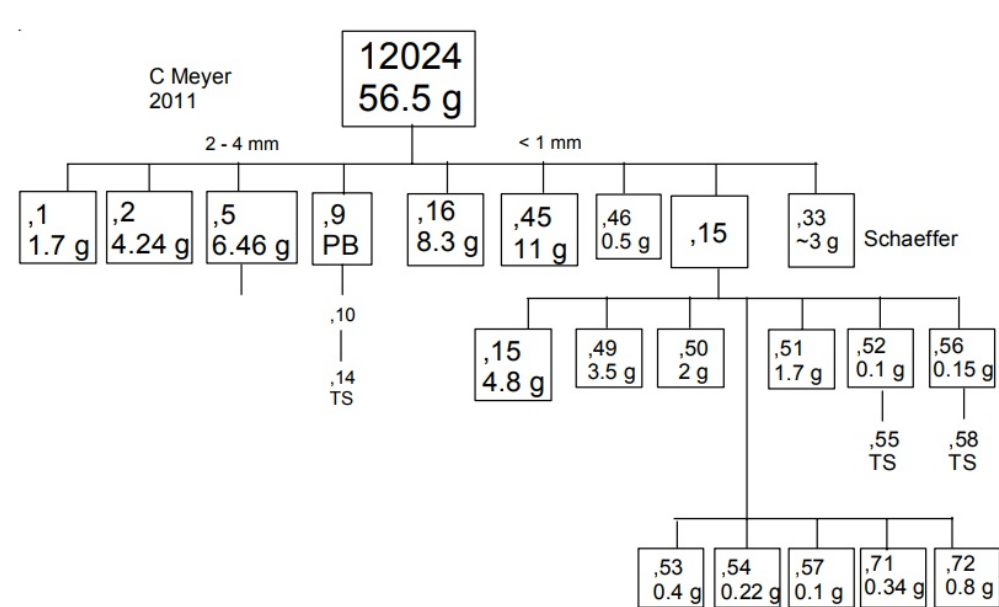 C Meyer
2011
12024
56.5 g
2 - 4 mm
< 1 mm
,1
1.7 g
,2
4.24 g
,5
6.46 g
,9
PB
,16
8.3 g
,45
11 g
,46
0.5 g
,15
,33
~3 g
Schaeffer
,10
,14
TS
,15
4.8 g
,49
3.5 g
,50
2 g
,51
1.7 g
,52
0.1 g
,56
0.15 g
,55
TS
,58
TS
,53
0.4 g
,54
0.22 g
,57
0.1 g
,71
0.34 g
,72
0.8 g